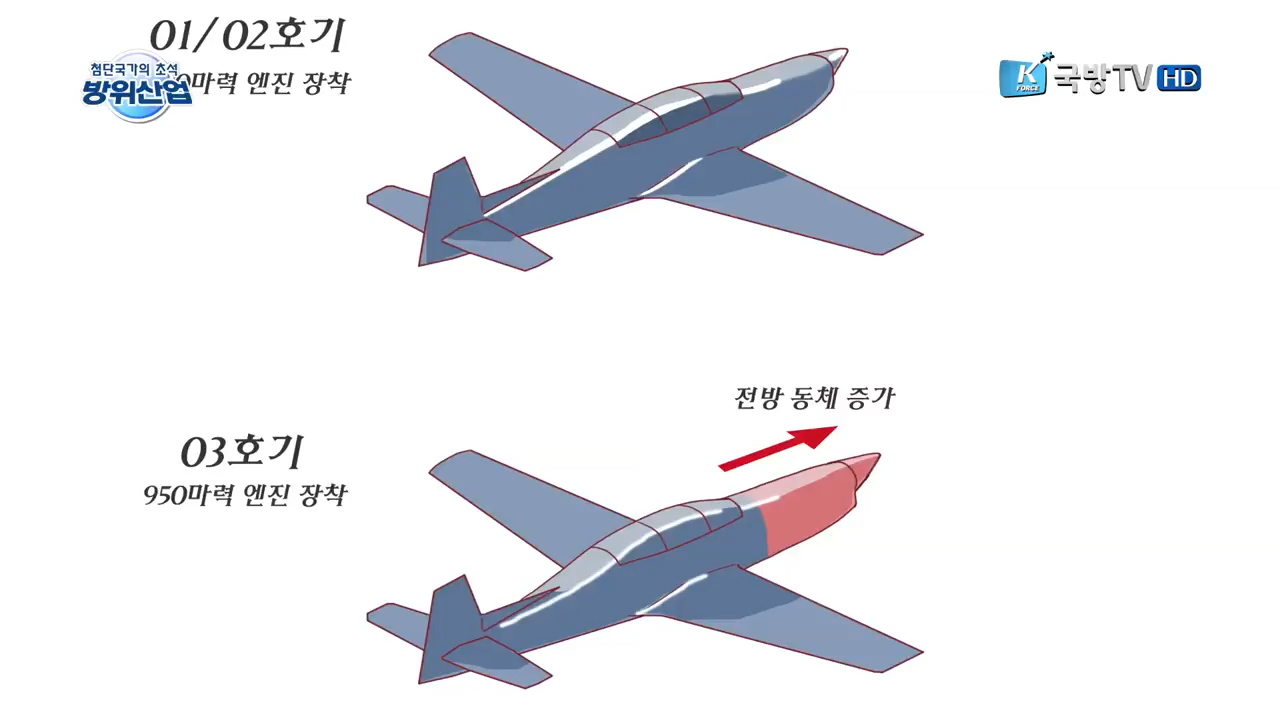 01/02호기
마력 엔진 장착
첨단국가의 초석
방위산업
K FORCE 국방TV HD
전방 동체 증가
03호기
950마력 엔진 장착